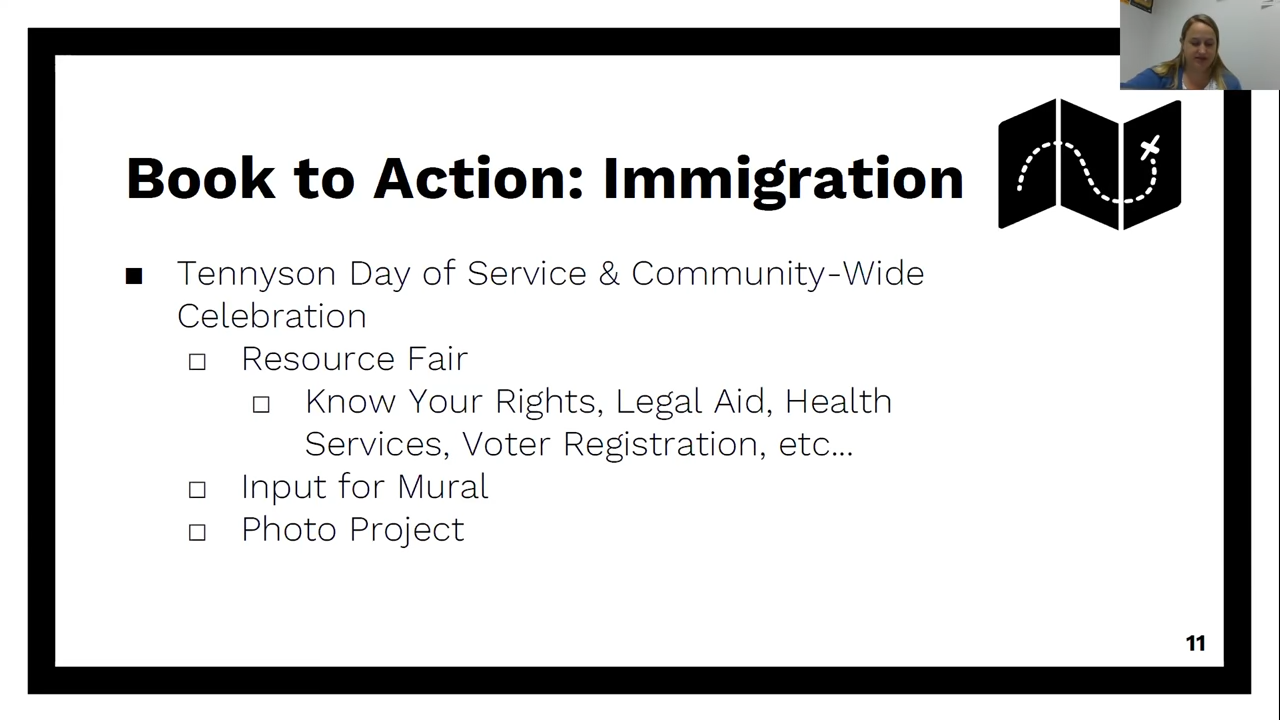 Book to Action: Immigration
■ Tennyson Day of Service & Community-Wide
Celebration
□ Resource Fair
□ Know Your Rights, Legal Aid, Health
Services, Voter Registration, etc...
□ Input for Mural
□ Photo Project
11